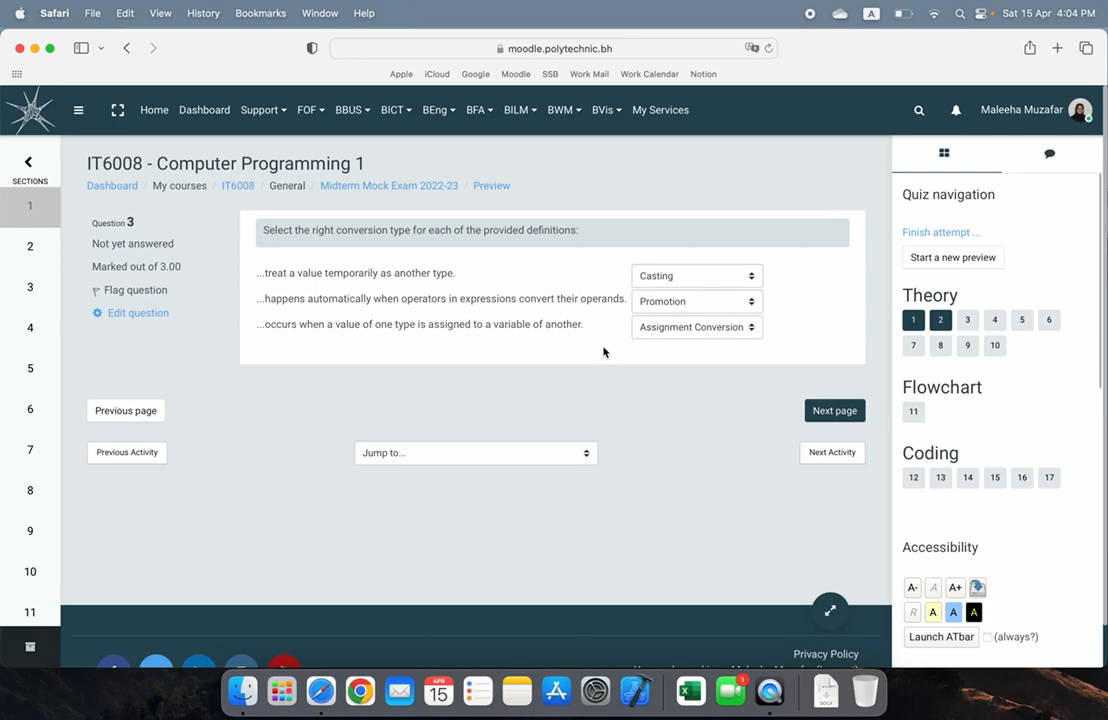 Safari File Edit View History Bookmarks Window Help A Sat 15 Apr 4:04 PM
moodle.polytechnic.bh
Apple iCloud Google Moodle SSB Work Mail Work Calendar Notion
Home Dashboard Support FOF BBUS BICT BEng BFA BILM BWM BVis My Services Maleeha Muzafar
SECTIONS
1
2
3
4
5
6
7
8
9
10
11
IT6008 - Computer Programming 1
Dashboard / My courses / IT6008 / General / Midterm Mock Exam 2022-23 / Preview
Question 3
Not yet answered
Marked out of 3.00
Flag question
Edit question
Select the right conversion type for each of the provided definitions:
...treat a value temporarily as another type. Casting
...happens automatically when operators in expressions convert their operands. Promotion
...occurs when a value of one type is assigned to a variable of another. Assignment Conversion
Previous page Next page
Previous Activity Jump to... Next Activity
Quiz navigation
Finish attempt ...
Start a new preview
Theory
1 2 3 4 5 6
7 8 9 10
Flowchart
11
Coding
12 13 14 15 16 17
Accessibility
A- A A+
R A A A
Launch ATbar (always?)
Privacy Policy
APR
15
1
DOCX